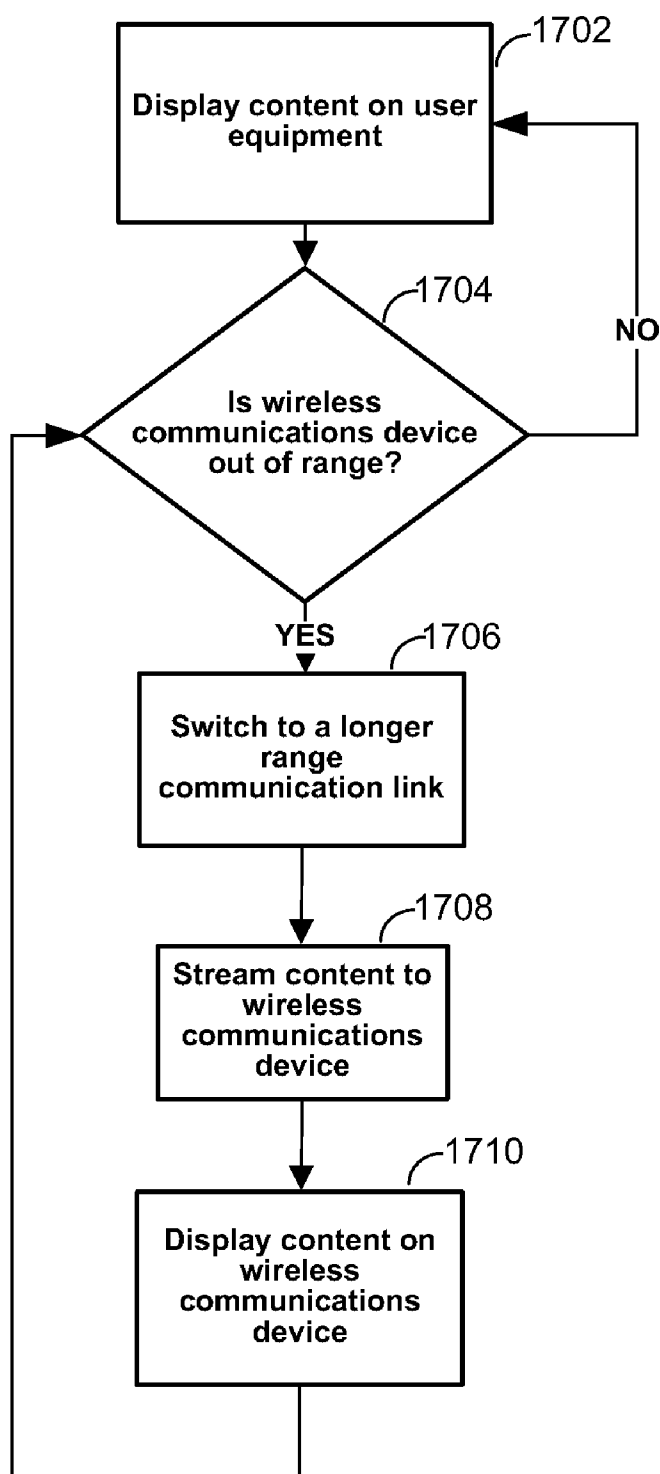 1702
Display content on user
equipment
1704
NO
Is wireless
communications device
out of range?
YES
1706
Switch to a longer
range
communication link
1708
Stream content to
wireless
communications
device
1710
Display content on
wireless
communications
device